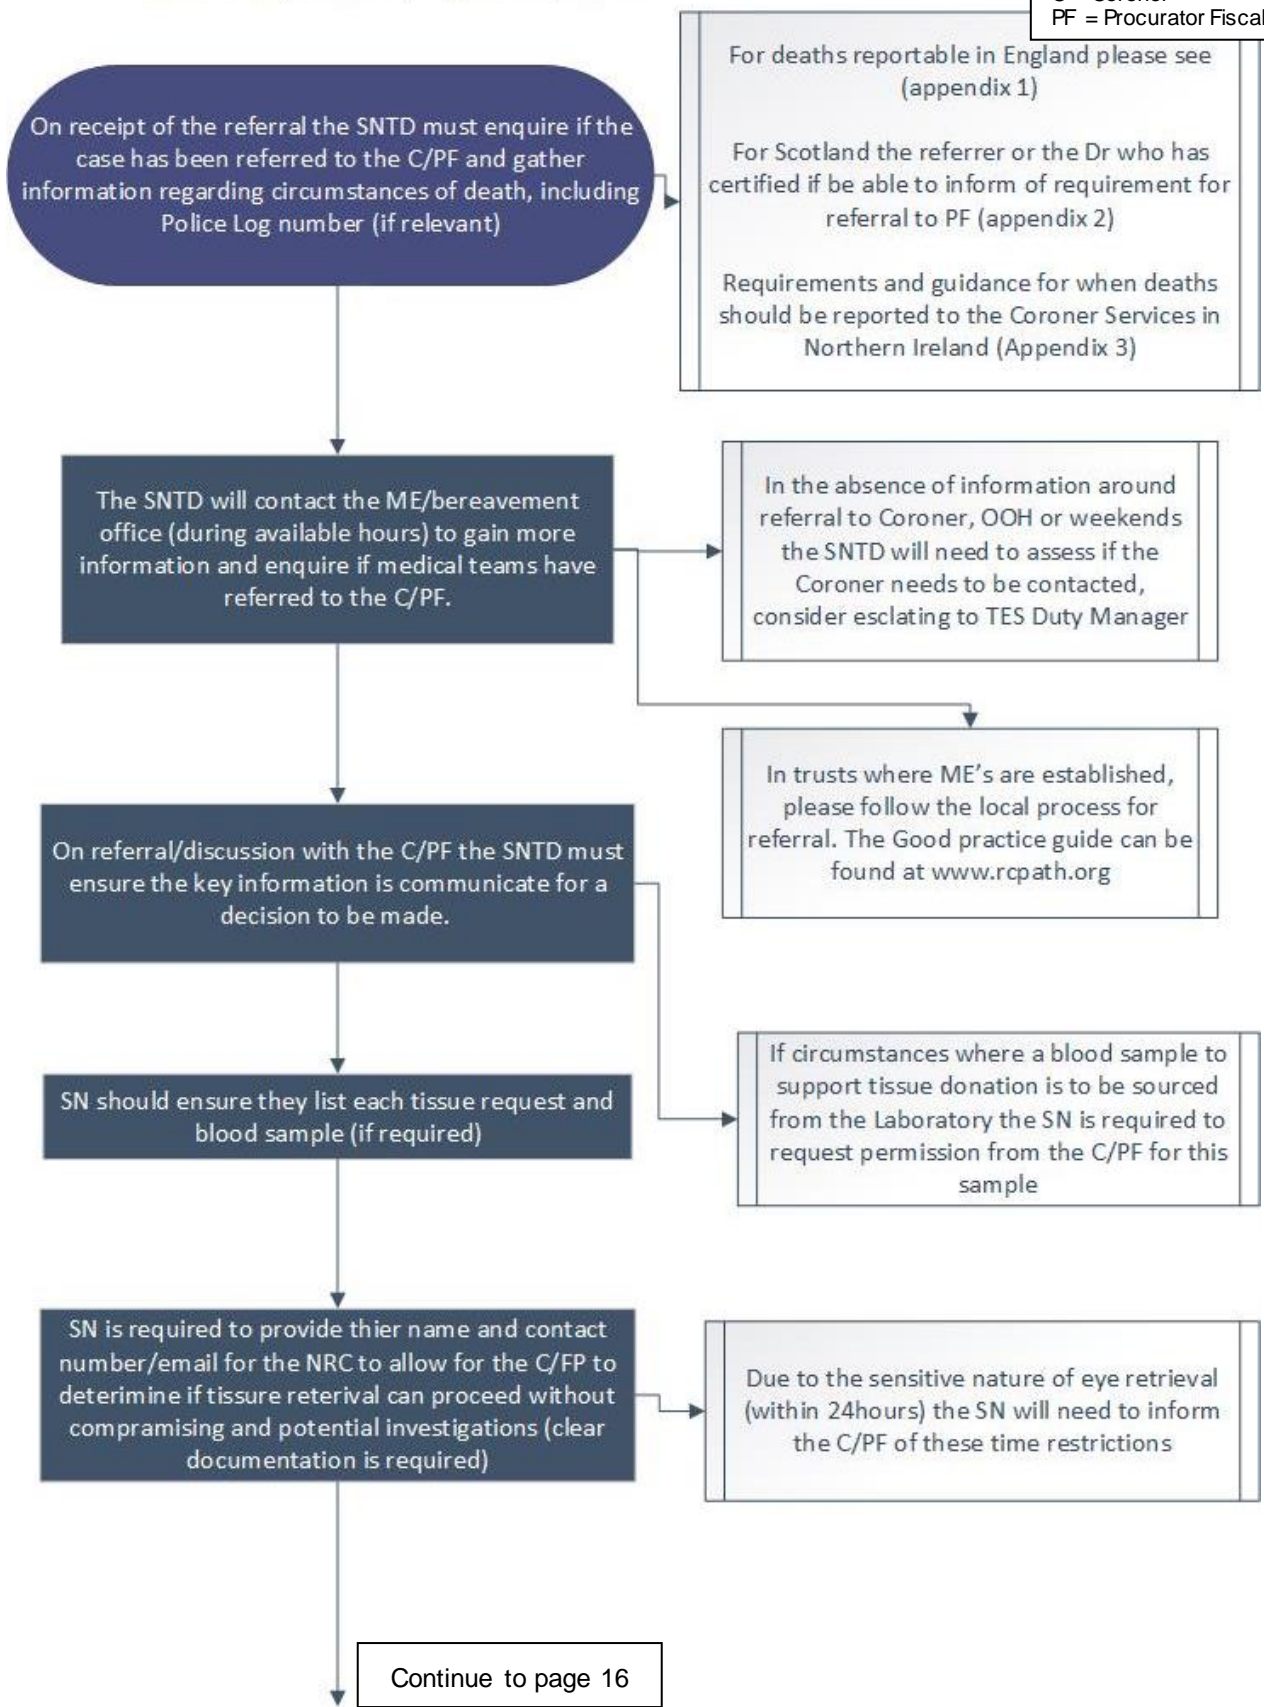 PF = Procurator Fiscal
On receipt of the referral the SNTD must enquire if the
case has been referred to the C/PF and gather
information regarding circumstances of death, including
Police Log number (if relevant)
For deaths reportable in England please see
(appendix 1)
For Scotland the referrer or the Dr who has
certified if be able to inform of requirement for
referral to PF (appendix 2)
Requirements and guidance for when deaths
should be reported to the Coroner Services in
Northern Ireland (Appendix 3)
The SNTD will contact the ME/bereavement
office (during available hours) to gain more
information and enquire if medical teams have
referred to the C/PF.
In the absence of information around
referral to Coroner, OOH or weekends
the SNTD will need to assess if the
Coroner needs to be contacted,
consider esclating to TES Duty Manager
In trusts where ME's are established,
please follow the local process for
referral. The Good practice guide can be
found at www.rcpath.org
On referral/discussion with the C/PF the SNTD must
ensure the key information is communicate for a
decision to be made.
If circumstances where a blood sample to
support tissue donation is to be sourced
from the Laboratory the SN is required to
request permission from the C/PF for this
sample
SN should ensure they list each tissue request and
blood sample (if required)
SN is required to provide thier name and contact
number/email for the NRC to allow for the C/FP to
deterimine if tissure reterival can proceed without
compramising and potential investigations (clear
documentation is required)
Due to the sensitive nature of eye retrieval
(within 24hours) the SN will need to inform
the C/PF of these time restrictions
Continue to page 16